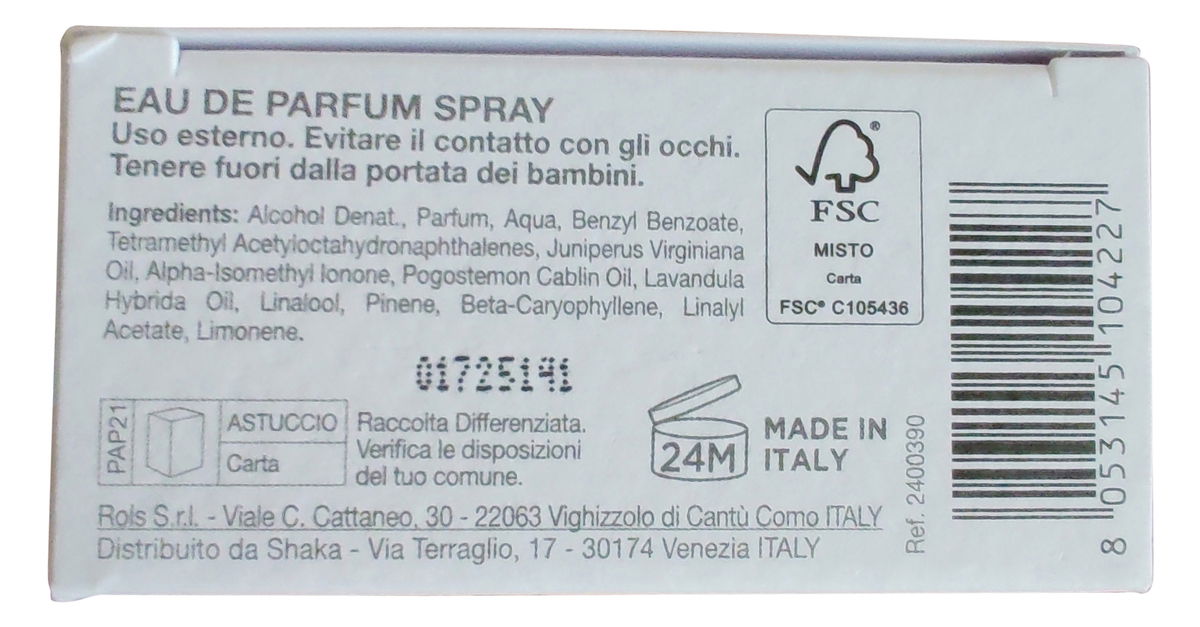 EAU DE PARFUM SPRAY
Uso esterno. Evitare il contatto con gli occhi.
Tenere fuori dalla portata dei bambini.
Ingredients: Alcohol Denat., Parfum, Aqua, Benzyl Benzoate,
Tetramethyl Acetyloctahydronaphthalenes, Juniperus Virginiana
Oil, Alpha-Isomethyl Ionone, Pogostemon Cablin Oil, Lavandula
Hybrida Oil, Linalool, Pinene, Beta-Caryophyllene, Linalyl
Acetate, Limonene.
01725141
PAP21
ASTUCCIO
Carta
Raccolta Differenziata.
Verifica le disposizioni
del tuo comune.
24M
MADE IN
ITALY
Rois S.r.l. - Viale C. Cattaneo, 30 - 22063 Vighizzolo di Cantù Como ITALY
Distribuito da Shaka - Via Terraglio, 17 - 30174 Venezia ITALY
®
FSC
MISTO
Carta
FSC® C105436
Ref. 2400390
8 053145 104227